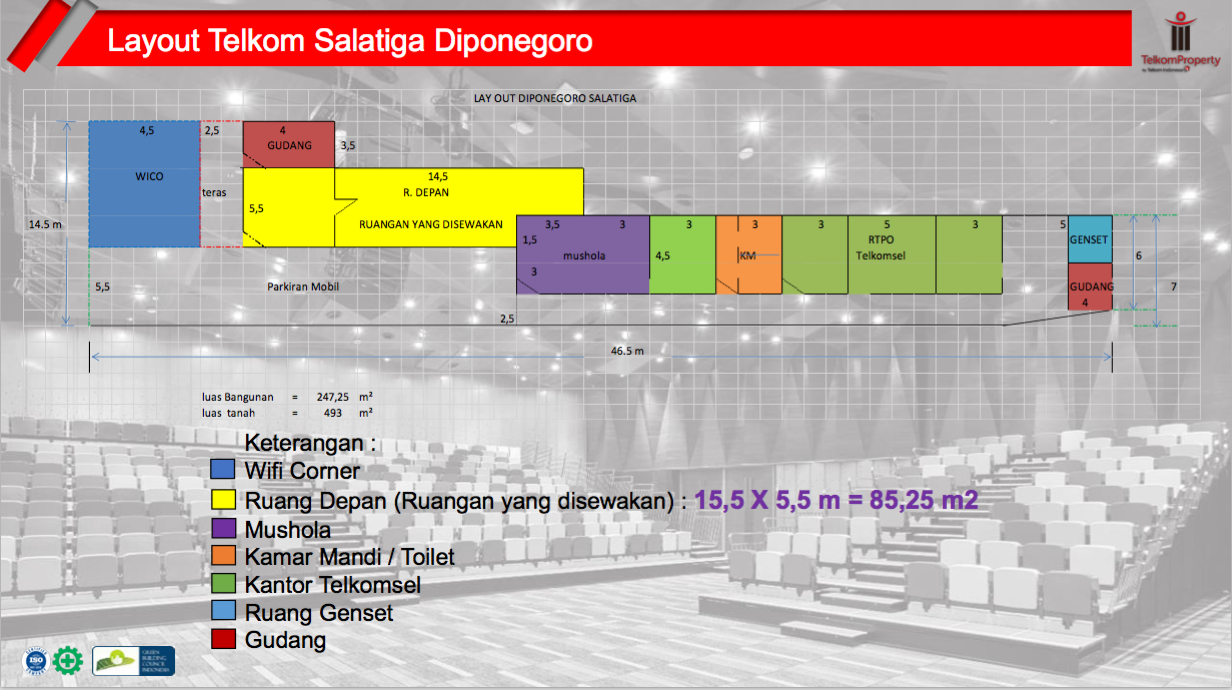 Layout Telkom Salatiga Diponegoro
TelkomProperty
by Telkom Indonesia
LAY OUT DIPONEGORO SALATIGA
4,5
2,5
4
GUDANG
3,5
WICO
teras
14,5
R. DEPAN
5,5
RUANGAN YANG DISEWAKAN
14.5 m
3,5
3
3
3
3
5
3
5
1,5
RTPO
GENSET
mushola
4,5
KM
Telkomsel
6
3
5,5
Parkiran Mobil
GUDANG
7
4
2,5
46.5 m
luas Bangunan = 247,25 m²
luas tanah = 493 m²
Keterangan :
Wifi Corner
Ruang Depan (Ruangan yang disewakan) : 15,5 X 5,5 m = 85,25 m2
Mushola
Kamar Mandi / Toilet
Kantor Telkomsel
Ruang Genset
Gudang
ISO
GREEN
BUILDING
COUNCIL
INDONESIA